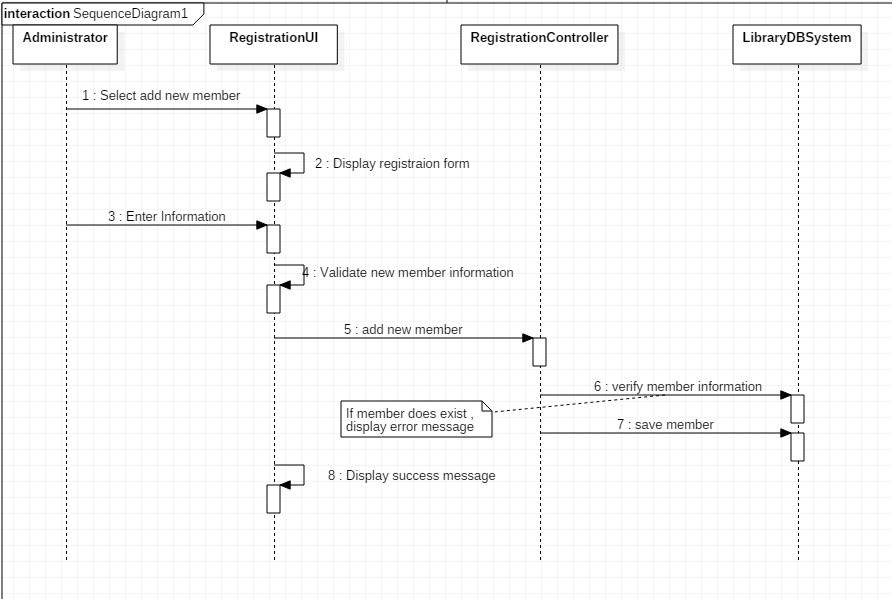 interaction SequenceDiagram1
Administrator
RegistrationUI
RegistrationController
LibraryDBSystem
1 : Select add new member
2 : Display registraion form
3 : Enter Information
4 : Validate new member information
5 : add new member
6 : verify member information
If member does exist ,
display error message
7 : save member
8 : Display success message